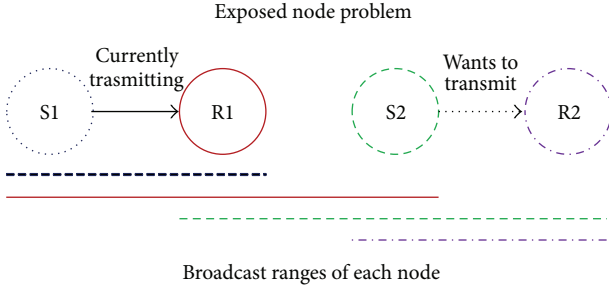 Exposed node problem
Currently
trasmitting
Wants to
transmit
S1
R1
S2
R2
Broadcast ranges of each node